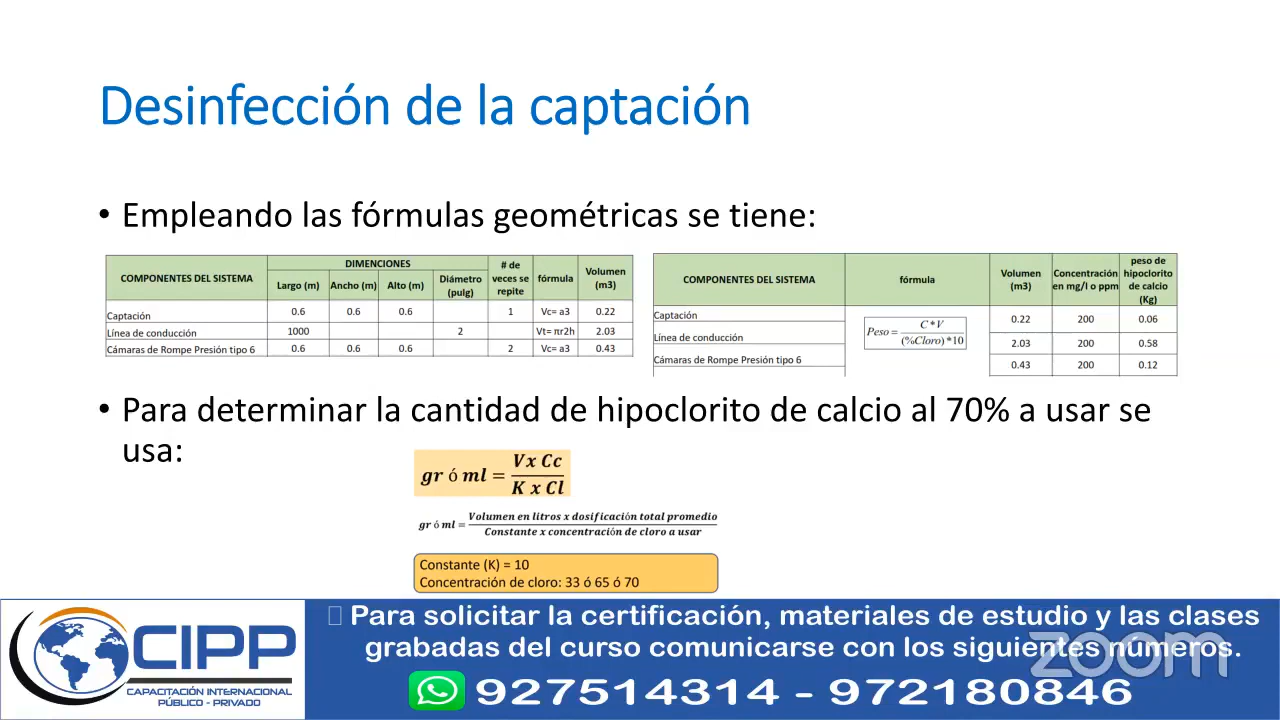 Desinfección de la captación
• Empleando las fórmulas geométricas se tiene:
COMPONENTES DEL SISTEMA DIMENCIONES # de veces se repite fórmula Volumen (m3)
Largo (m) Ancho (m) Alto (m) Diámetro (pulg)
Captación 0.6 0.6 0.6 1 Vc= a3 0.22
Línea de conducción 1000 2 Vt= πr2h 2.03
Cámaras de Rompe Presión tipo 6 0.6 0.6 0.6 2 Vc= a3 0.43
COMPONENTES DEL SISTEMA fórmula Volumen (m3) Concentración en mg/l o ppm peso de hipoclorito de calcio (Kg)
Captación 0.22 200 0.06
Línea de conducción 2.03 200 0.58
Cámaras de Rompe Presión tipo 6 0.43 200 0.12
Peso = C * V / (%Cloro) * 10
• Para determinar la cantidad de hipoclorito de calcio al 70% a usar se
usa:
gr ó ml = V x Cc / K x Cl
gr ó ml = Volumen en litros x dosificación total promedio / Constante x concentración de cloro a usar
Constante (K) = 10
Concentración de cloro: 33 ó 65 ó 70
CIPP
CAPACITACIÓN INTERNACIONAL
PÚBLICO - PRIVADO
Para solicitar la certificación, materiales de estudio y las clases
grabadas del curso comunicarse con los siguientes números.
927514314 - 972180846
zoom